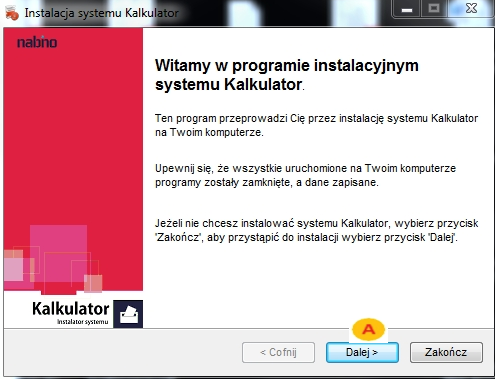 Instalacja systemu Kalkulator
nabino
Witamy w programie instalacyjnym
systemu Kalkulator.
Ten program przeprowadzi Cię przez instalację systemu Kalkulator
na Twoim komputerze.
Upewnij się, że wszystkie uruchomione na Twoim komputerze
programy zostały zamknięte, a dane zapisane.
Jeżeli nie chcesz instalować systemu Kalkulator, wybierz przycisk
'Zakończ', aby przystąpić do instalacji wybierz przycisk 'Dalej'.
Kalkulator
Instalator systemu
A
< Cofnij
Dalej >
Zakończ